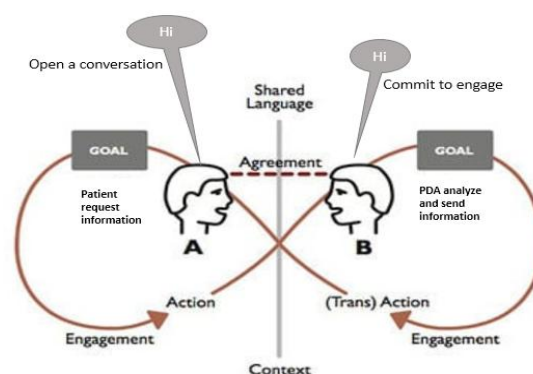 Hi
Open a conversation
Hi
Commit to engage
Shared
Language
GOAL
GOAL
Agreement
Patient
request
information
PDA analyze
and send
information
A
B
Action
(Trans) Action
Engagement
Engagement
Context